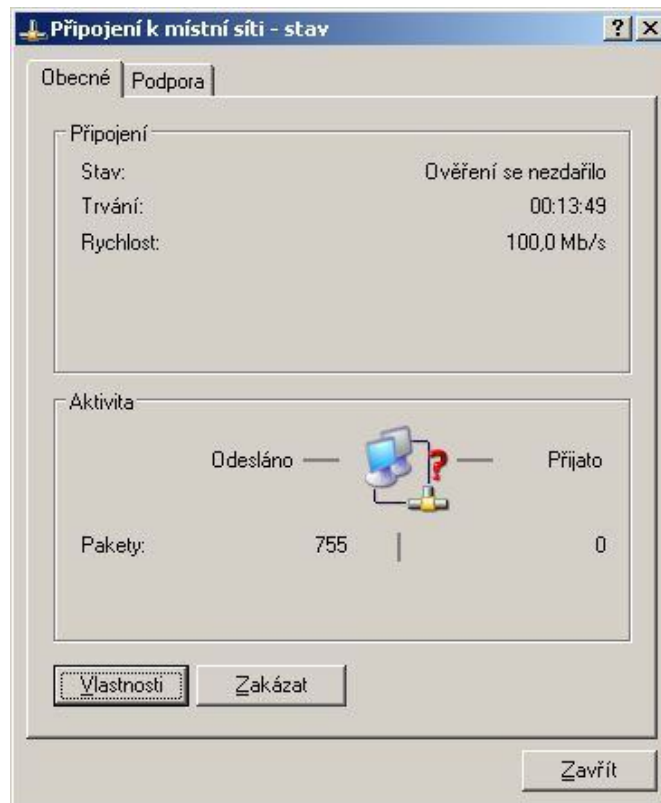 Připojení k místní síti - stav
Obecné Podpora
Připojení
Stav: Ověření se nezdařilo
Trvání: 00:13:49
Rychlost: 100,0 Mb/s
Aktivita
Odesláno Přijato
Pakety: 755 0
Vlastnosti Zakázat
Zavřít